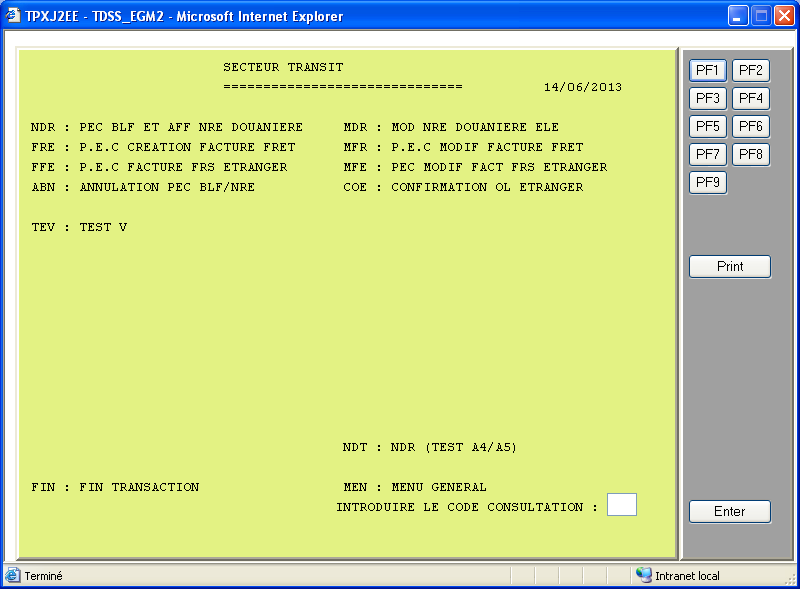 TPXJ2EE - TDSS_EGM2 - Microsoft Internet Explorer
SECTEUR TRANSIT
============================== 14/06/2013
NDR : PEC BLF ET AFF NRE DOUANIERE MDR : MOD NRE DOUANIERE ELE
FRE : P.E.C CREATION FACTURE FRET MFR : P.E.C MODIF FACTURE FRET
FFE : P.E.C FACTURE FRS ETRANGER MFE : PEC MODIF FACT FRS ETRANGER
ABN : ANNULATION PEC BLF/NRE COE : CONFIRMATION OL ETRANGER
TEV : TEST V
NDT : NDR (TEST A4/A5)
FIN : FIN TRANSACTION MEN : MENU GENERAL
INTRODUIRE LE CODE CONSULTATION :
PF1 PF2
PF3 PF4
PF5 PF6
PF7 PF8
PF9
Print
Enter
Terminé Intranet local